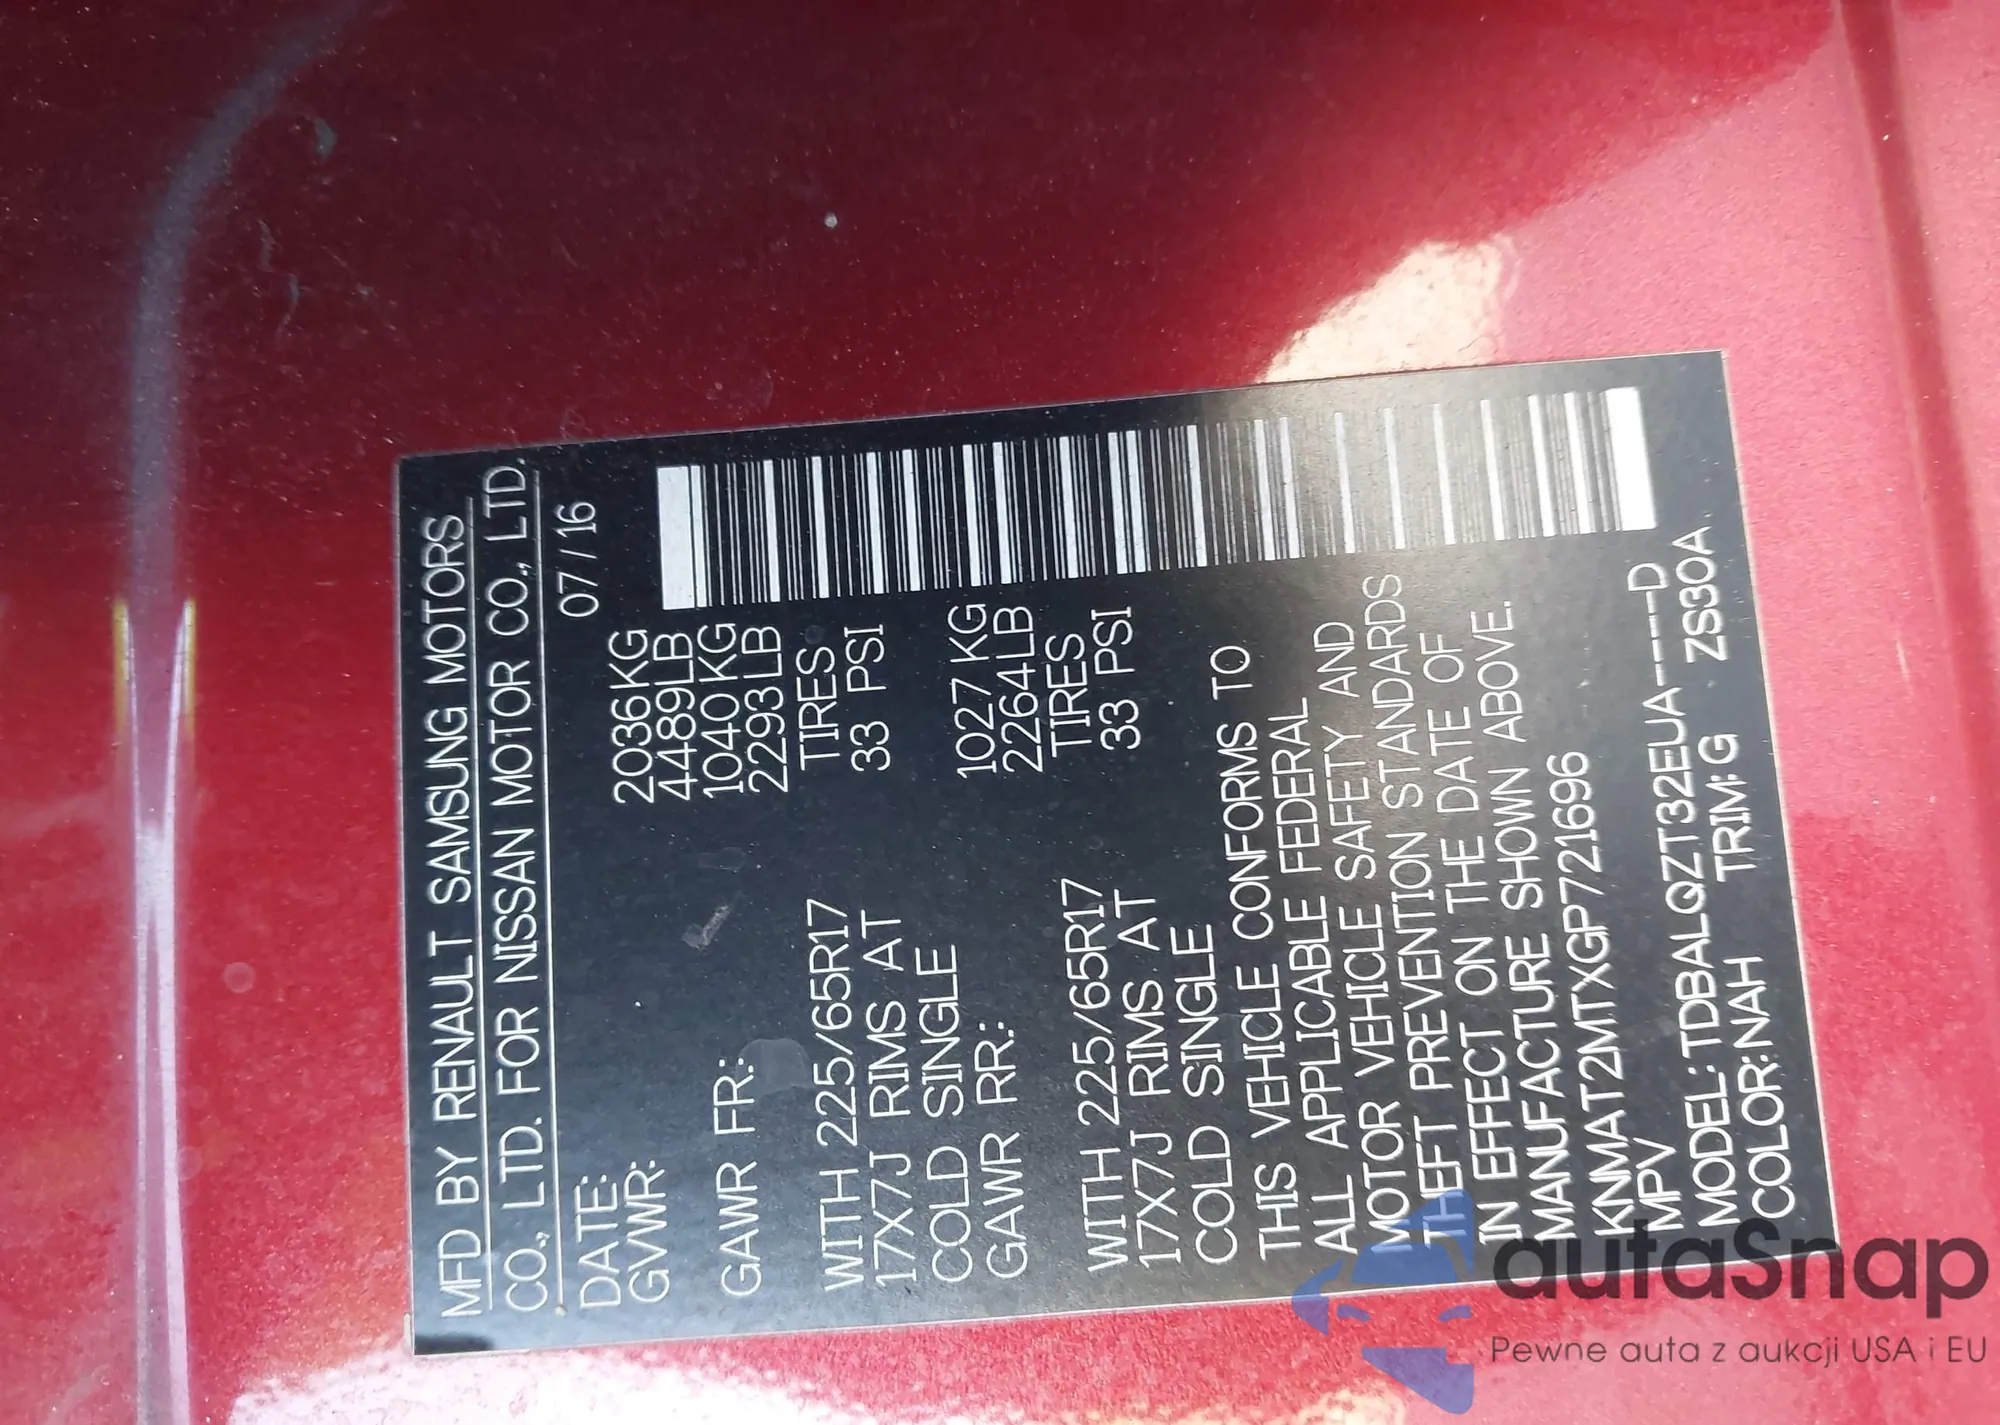 MFD BY RENAULT SAMSUNG MOTORS
CO., LTD. FOR NISSAN MOTOR CO., LTD.
DATE: 07/16
GVWR: 2036KG
4489LB
GAWR FR: 1040KG
2293LB
WITH 225/65R17 TIRES
17X7J RIMS AT 33 PSI
COLD SINGLE
GAWR RR: 1027KG
2264LB
WITH 225/65R17 TIRES
17X7J RIMS AT 33 PSI
COLD SINGLE
THIS VEHICLE CONFORMS TO
ALL APPLICABLE FEDERAL
MOTOR VEHICLE SAFETY AND
THEFT PREVENTION STANDARDS
IN EFFECT ON THE DATE OF
MANUFACTURE SHOWN ABOVE.
KNMAT2MTXGP721696
MPV
MODEL:TDBALQZT32EUA----D
COLOR:NAH TRIM:G ZS30A
autaSnap
Pewne auta z aukcji USA i EU